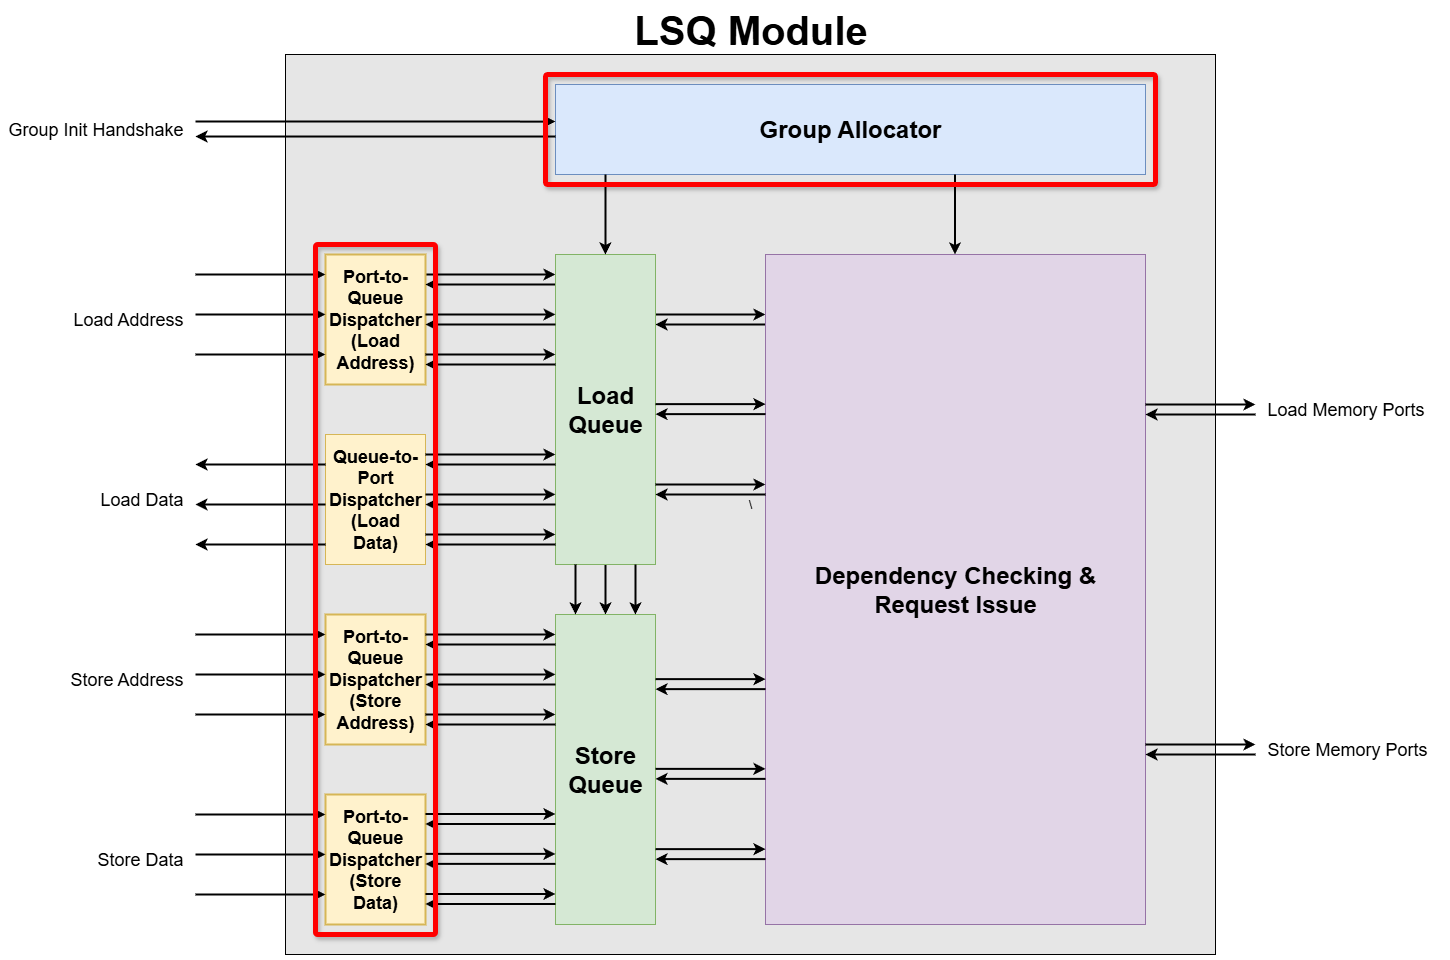 LSQ Module
Group Init Handshake
Group Allocator
Load Address
Port-to-
Queue
Dispatcher
(Load
Address)
Load
Queue
Load Memory Ports
Load Data
Queue-to-
Port
Dispatcher
(Load
Data)
\
Dependency Checking &
Request Issue
Store Address
Port-to-
Queue
Dispatcher
(Store
Address)
Store
Queue
Store Memory Ports
Store Data
Port-to-
Queue
Dispatcher
(Store
Data)